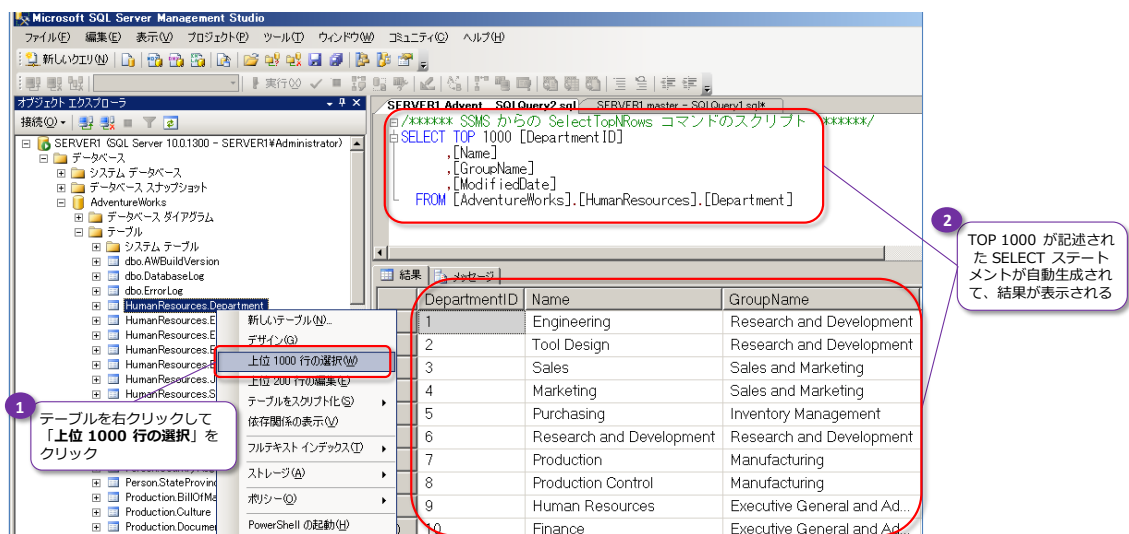 Microsoft SQL Server Management Studio
ファイル(F) 編集(E) 表示(V) プロジェクト(P) ツール(T) ウィンドウ(W) コミュニティ(C) ヘルプ(H)
新しいクエリ(N)
実行(X)
オブジェクト エクスプローラ
接続(O)
SERVER1 (SQL Server 10.0.1300 - SERVER1¥Administrator)
データベース
システム データベース
データベース スナップショット
AdventureWorks
データベース ダイアグラム
テーブル
システム テーブル
dbo.AWBuildVersion
dbo.DatabaseLog
dbo.ErrorLog
HumanResources.Department
HumanResources.E
HumanResources.E
HumanResources.E
HumanResources.E
HumanResources.J
HumanResources.S
Person.StateProvinc
Production.BillOfMa
Production.Culture
Production.Documen
新しいテーブル(N)...
デザイン(G)
上位 1000 行の選択(W)
上位 200 行の編集(E)
テーブルをスクリプト化(S)
依存関係の表示(V)
フルテキスト インデックス(T)
ストレージ(A)
ポリシー(O)
PowerShell の起動(H)
1
テーブルを右クリックして
「上位 1000 行の選択」を
クリック
SERVER1.Advent... SQLQuery2.sql SERVER1.master - SQLQuery1.sql*
/****** SSMS からの SelectTopNRows コマンドのスクリプト ******/
SELECT TOP 1000 [DepartmentID]
,[Name]
,[GroupName]
,[ModifiedDate]
FROM [AdventureWorks].[HumanResources].[Department]
結果 メッセージ
DepartmentID Name GroupName
1 Engineering Research and Development
2 Tool Design Research and Development
3 Sales Sales and Marketing
4 Marketing Sales and Marketing
5 Purchasing Inventory Management
6 Research and Development Research and Development
7 Production Manufacturing
8 Production Control Manufacturing
9 Human Resources Executive General and Ad...
10 Finance Executive General and Ad...
2
TOP 1000 が記述され
た SELECT ステート
メントが自動生成され
て、結果が表示される